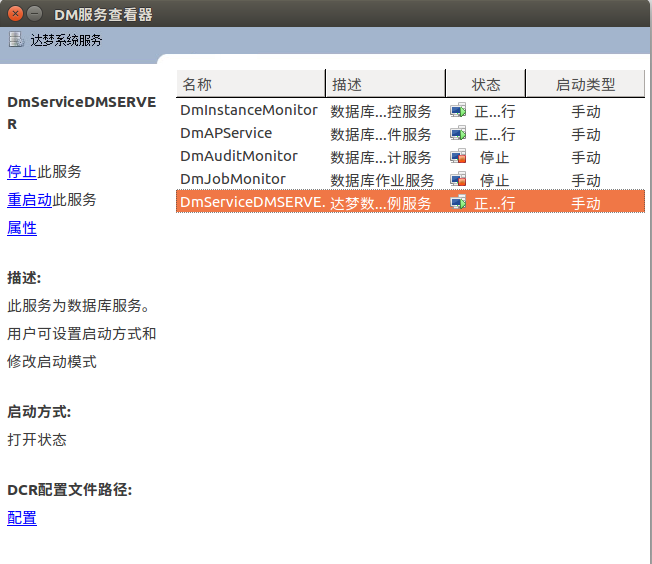 DM服务查看器
达梦系统服务
DmServiceDMSERVE
R
停止此服务
重启动此服务
属性
描述:
此服务为数据库服务。
用户可设置启动方式和
修改启动模式
启动方式:
打开状态
DCR配置文件路径:
配置
名称 描述 状态 启动类型
DmInstanceMonitor 数据库...控服务 正...行 手动
DmAPService 数据库...件服务 正...行 手动
DmAuditMonitor 数据库...计服务 停止 手动
DmJobMonitor 数据库作业服务 停止 手动
DmServiceDMSERVE. 达梦数...例服务 正...行 手动